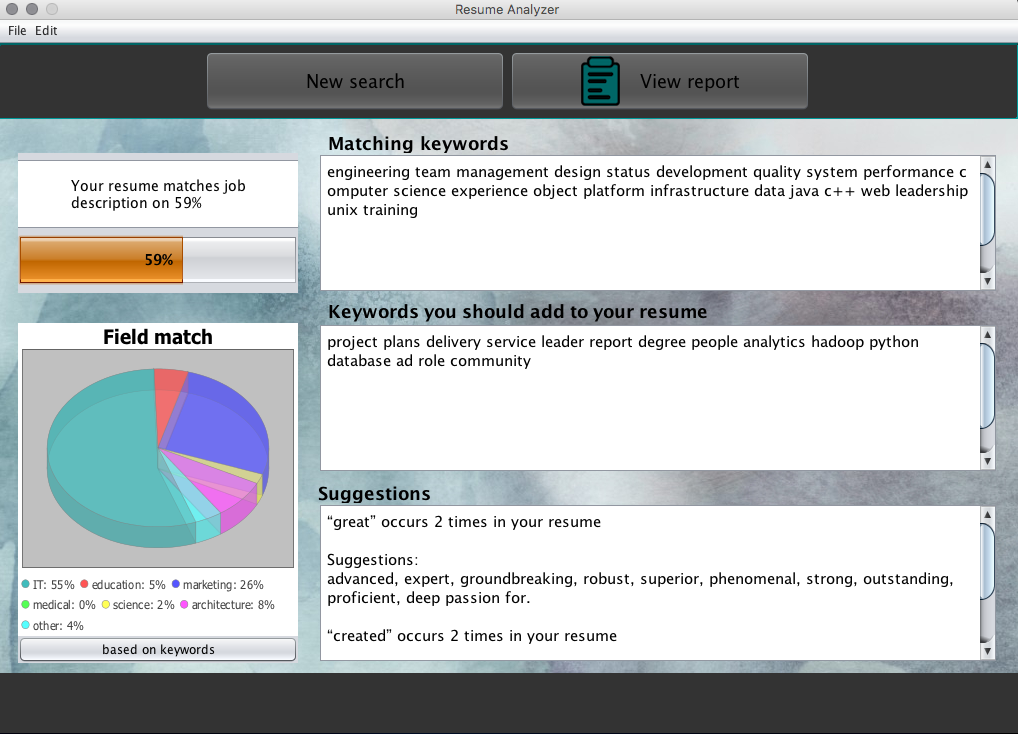 Resume Analyzer
File Edit
New search
View report
Your resume matches job
description on 59%
59%
Field match
IT: 55% education: 5% marketing: 26%
medical: 0% science: 2% architecture: 8%
other: 4%
based on keywords
Matching keywords
engineering team management design status development quality system performance c
omputer science experience object platform infrastructure data java c++ web leadership
unix training
Keywords you should add to your resume
project plans delivery service leader report degree people analytics hadoop python
database ad role community
Suggestions
“great” occurs 2 times in your resume
Suggestions:
advanced, expert, groundbreaking, robust, superior, phenomenal, strong, outstanding,
proficient, deep passion for.
“created” occurs 2 times in your resume